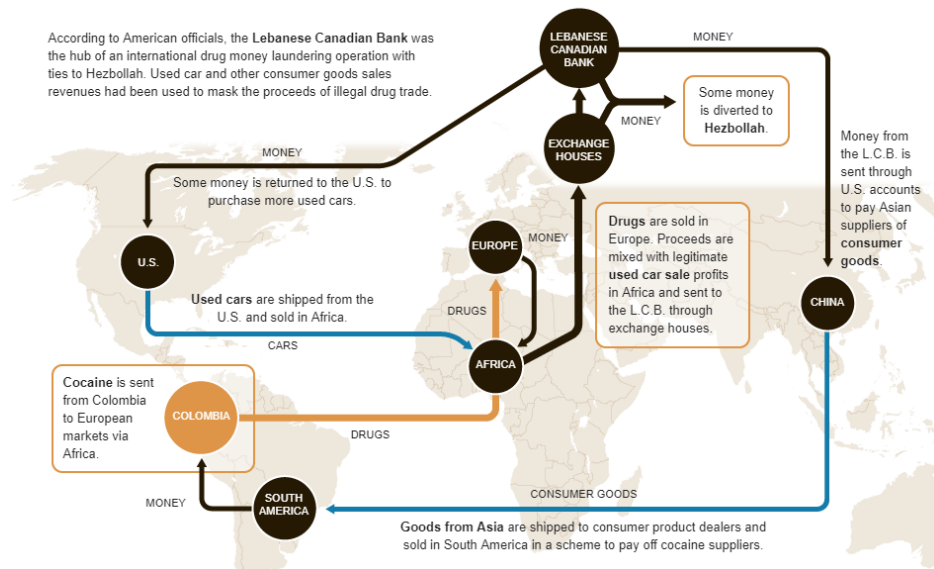 According to American officials, the Lebanese Canadian Bank was
the hub of an international drug money laundering operation with
ties to Hezbollah. Used car and other consumer goods sales
revenues had been used to mask the proceeds of illegal drug trade.
LEBANESE
CANADIAN
BANK
MONEY
Some money
is diverted to
Hezbollah.
MONEY
EXCHANGE
HOUSES
MONEY
Some money is returned to the U.S. to
purchase more used cars.
Money from
the L.C.B. is
sent through
U.S. accounts
to pay Asian
suppliers of
consumer
goods.
U.S.
EUROPE
MONEY
Drugs are sold in
Europe. Proceeds are
mixed with legitimate
used car sale profits
in Africa and sent to
the L.C.B. through
exchange houses.
CHINA
Used cars are shipped from the
U.S. and sold in Africa.
DRUGS
CARS
AFRICA
Cocaine is sent
from Colombia
to European
markets via
Africa.
COLOMBIA
DRUGS
MONEY
SOUTH
AMERICA
CONSUMER GOODS
Goods from Asia are shipped to consumer product dealers and
sold in South America in a scheme to pay off cocaine suppliers.